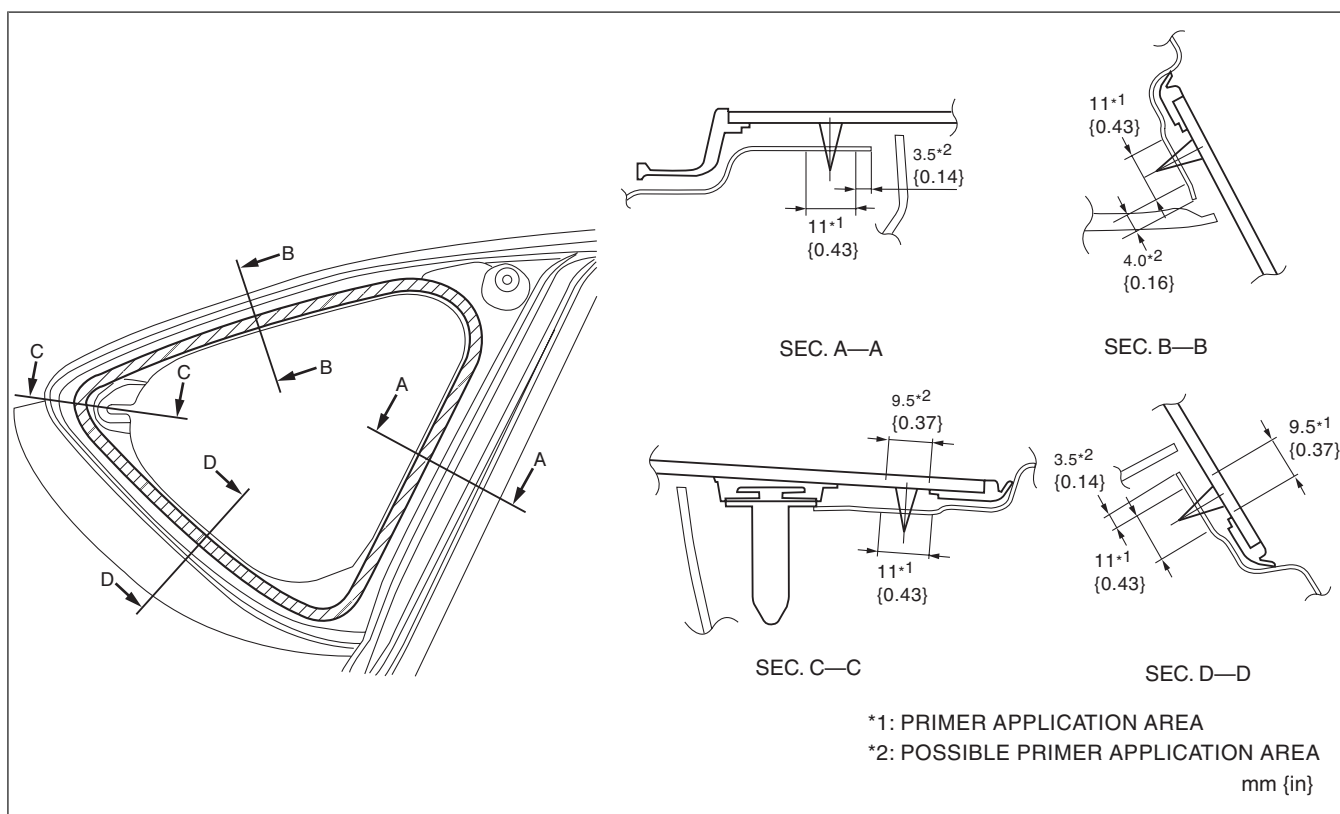 B
B
C
C
A
A
D
D
3.5*2
{0.14}
11*1
{0.43}
SEC. A—A
11*1
{0.43}
4.0*2
{0.16}
SEC. B—B
9.5*2
{0.37}
11*1
{0.43}
SEC. C—C
9.5*1
{0.37}
3.5*2
{0.14}
11*1
{0.43}
SEC. D—D
*1: PRIMER APPLICATION AREA
*2: POSSIBLE PRIMER APPLICATION AREA
mm {in}